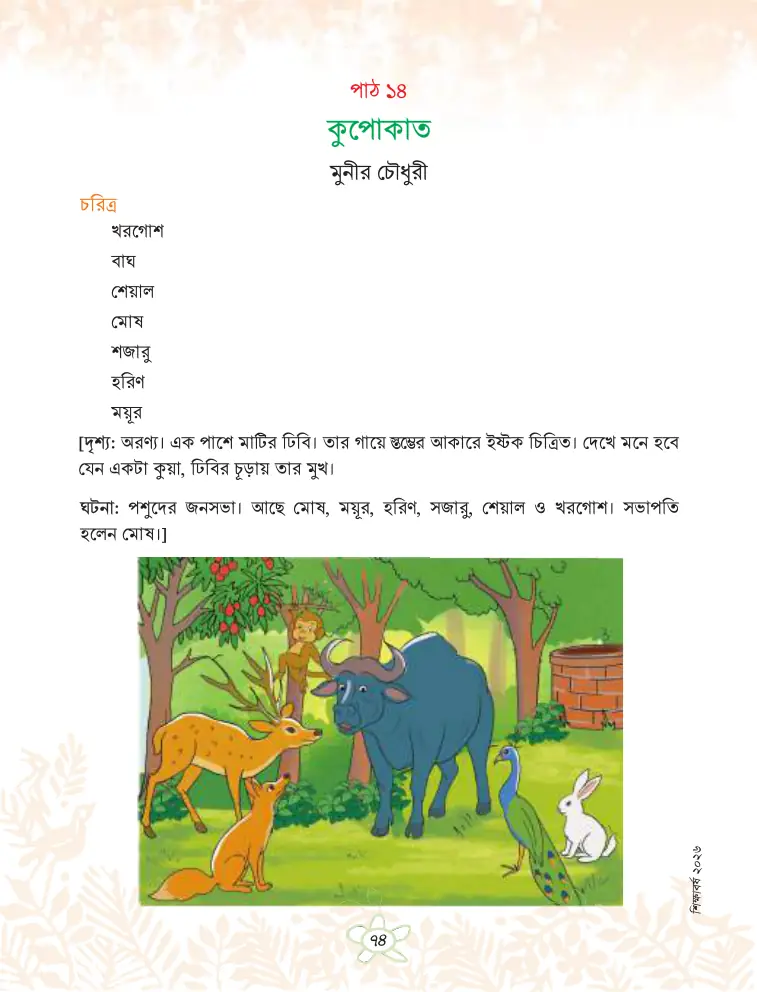 পাঠ ১৪
কুপোকাত
মুনীর চৌধুরী
চরিত্র
খরগোশ
বাঘ
শেয়াল
মোষ
শজারু
হরিণ
ময়ূর
[দৃশ্য: অরণ্য। এক পাশে মাটির ঢিবি। তার গায়ে স্তম্ভের আকারে ইষ্টক চিত্রিত। দেখে মনে হবে
যেন একটা কুয়া, ঢিবির চূড়ায় তার মুখ।
ঘটনা: পশুদের জনসভা। আছে মোষ, ময়ূর, হরিণ, সজারু, শেয়াল ও খরগোশ। সভাপতি
হলেন মোষ।]
শিক্ষাবর্ষ ২০২৬
৭৪